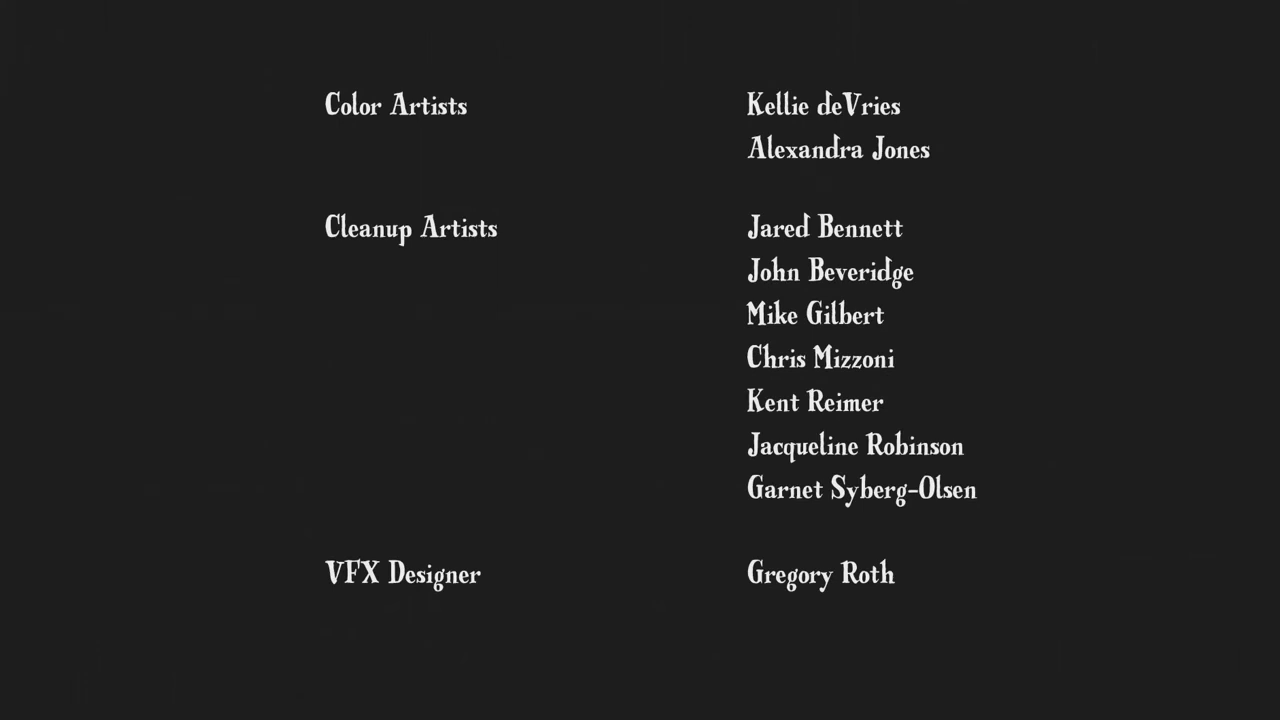 Color Artists Kellie deVries
Alexandra Jones
Cleanup Artists Jared Bennett
John Beveridge
Mike Gilbert
Chris Mizzoni
Kent Reimer
Jacqueline Robinson
Garnet Syberg-Olsen
VFX Designer Gregory Roth